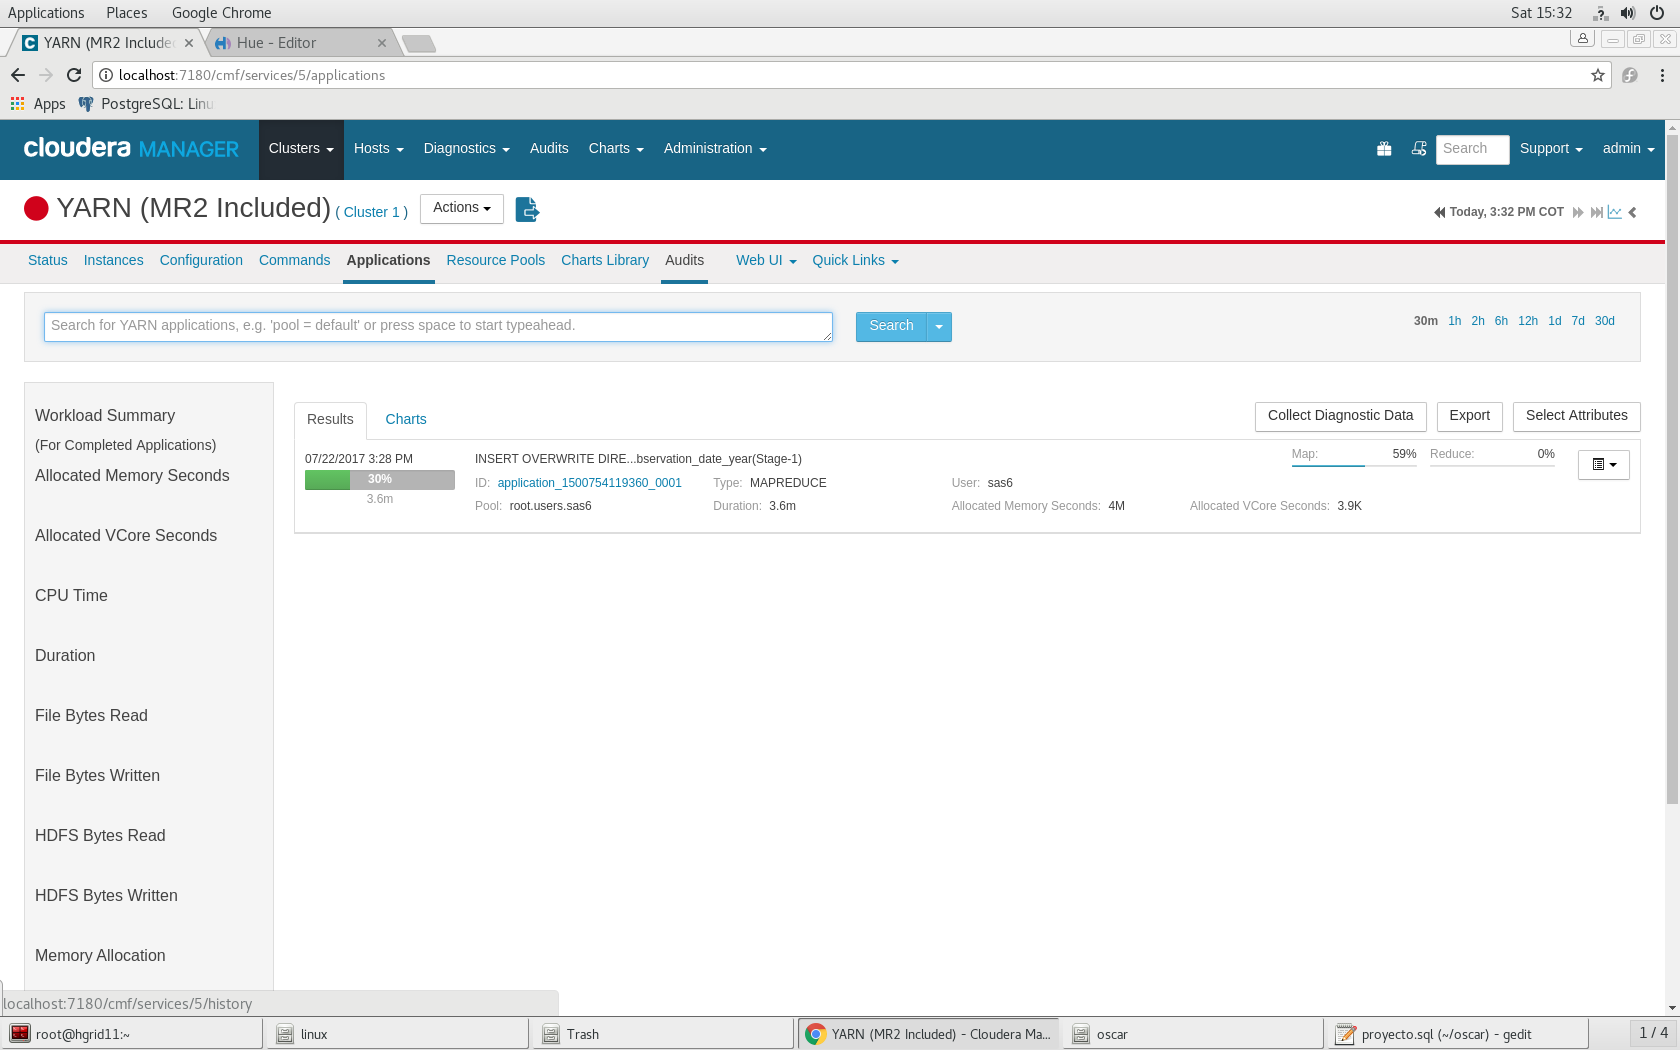 Applications Places Google Chrome Sat 15:32
YARN (MR2 Include Hue - Editor
localhost:7180/cmf/services/5/applications
Apps PostgreSQL: Linu
cloudera MANAGER Clusters Hosts Diagnostics Audits Charts Administration Search Support admin
YARN (MR2 Included) ( Cluster 1 ) Actions Today, 3:32 PM COT
Status Instances Configuration Commands Applications Resource Pools Charts Library Audits Web UI Quick Links
Search for YARN applications, e.g. 'pool = default' or press space to start typeahead. Search 30m 1h 2h 6h 12h 1d 7d 30d
Workload Summary
(For Completed Applications)
Allocated Memory Seconds
Allocated VCore Seconds
CPU Time
Duration
File Bytes Read
File Bytes Written
HDFS Bytes Read
HDFS Bytes Written
Memory Allocation
Results Charts Collect Diagnostic Data Export Select Attributes
07/22/2017 3:28 PM INSERT OVERWRITE DIRE...bservation_date_year(Stage-1) Map: 59% Reduce: 0%
30% ID: application_1500754119360_0001 Type: MAPREDUCE User: sas6
3.6m Pool: root.users.sas6 Duration: 3.6m Allocated Memory Seconds: 4M Allocated VCore Seconds: 3.9K
localhost:7180/cmf/services/5/history
root@hgrid11:~ linux Trash YARN (MR2 Included) - Cloudera Ma... oscar proyecto.sql (~/oscar) - gedit 1 / 4